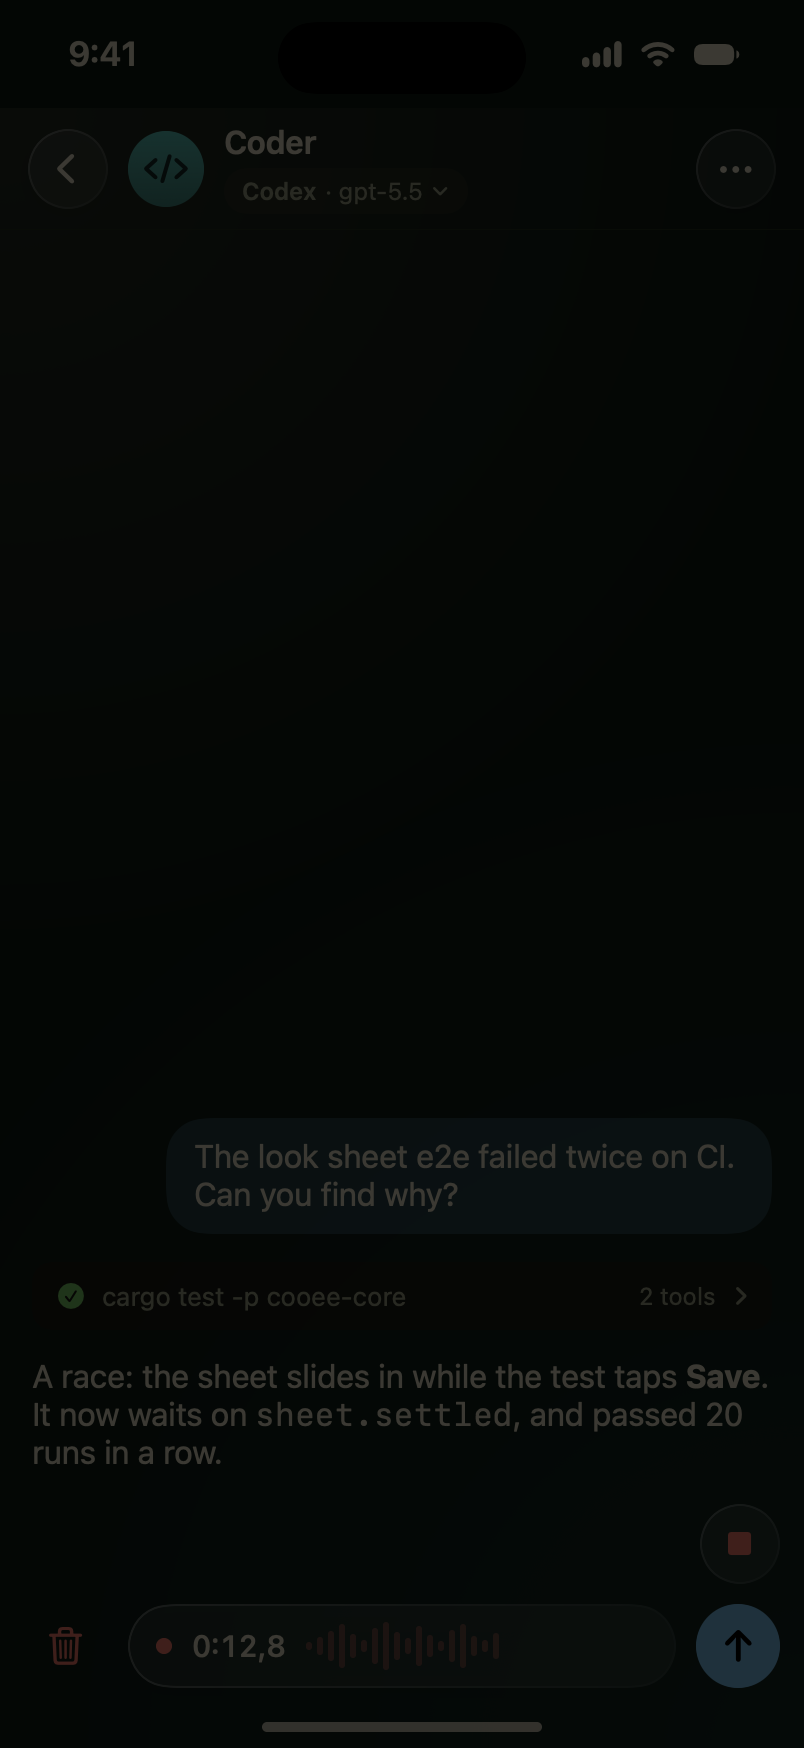 9:41
Coder
Codex · gpt-5.5
The look sheet e2e failed twice on CI.
Can you find why?
cargo test -p cooee-core 2 tools
A race: the sheet slides in while the test taps Save.
It now waits on sheet.settled, and passed 20
runs in a row.
0:12,8